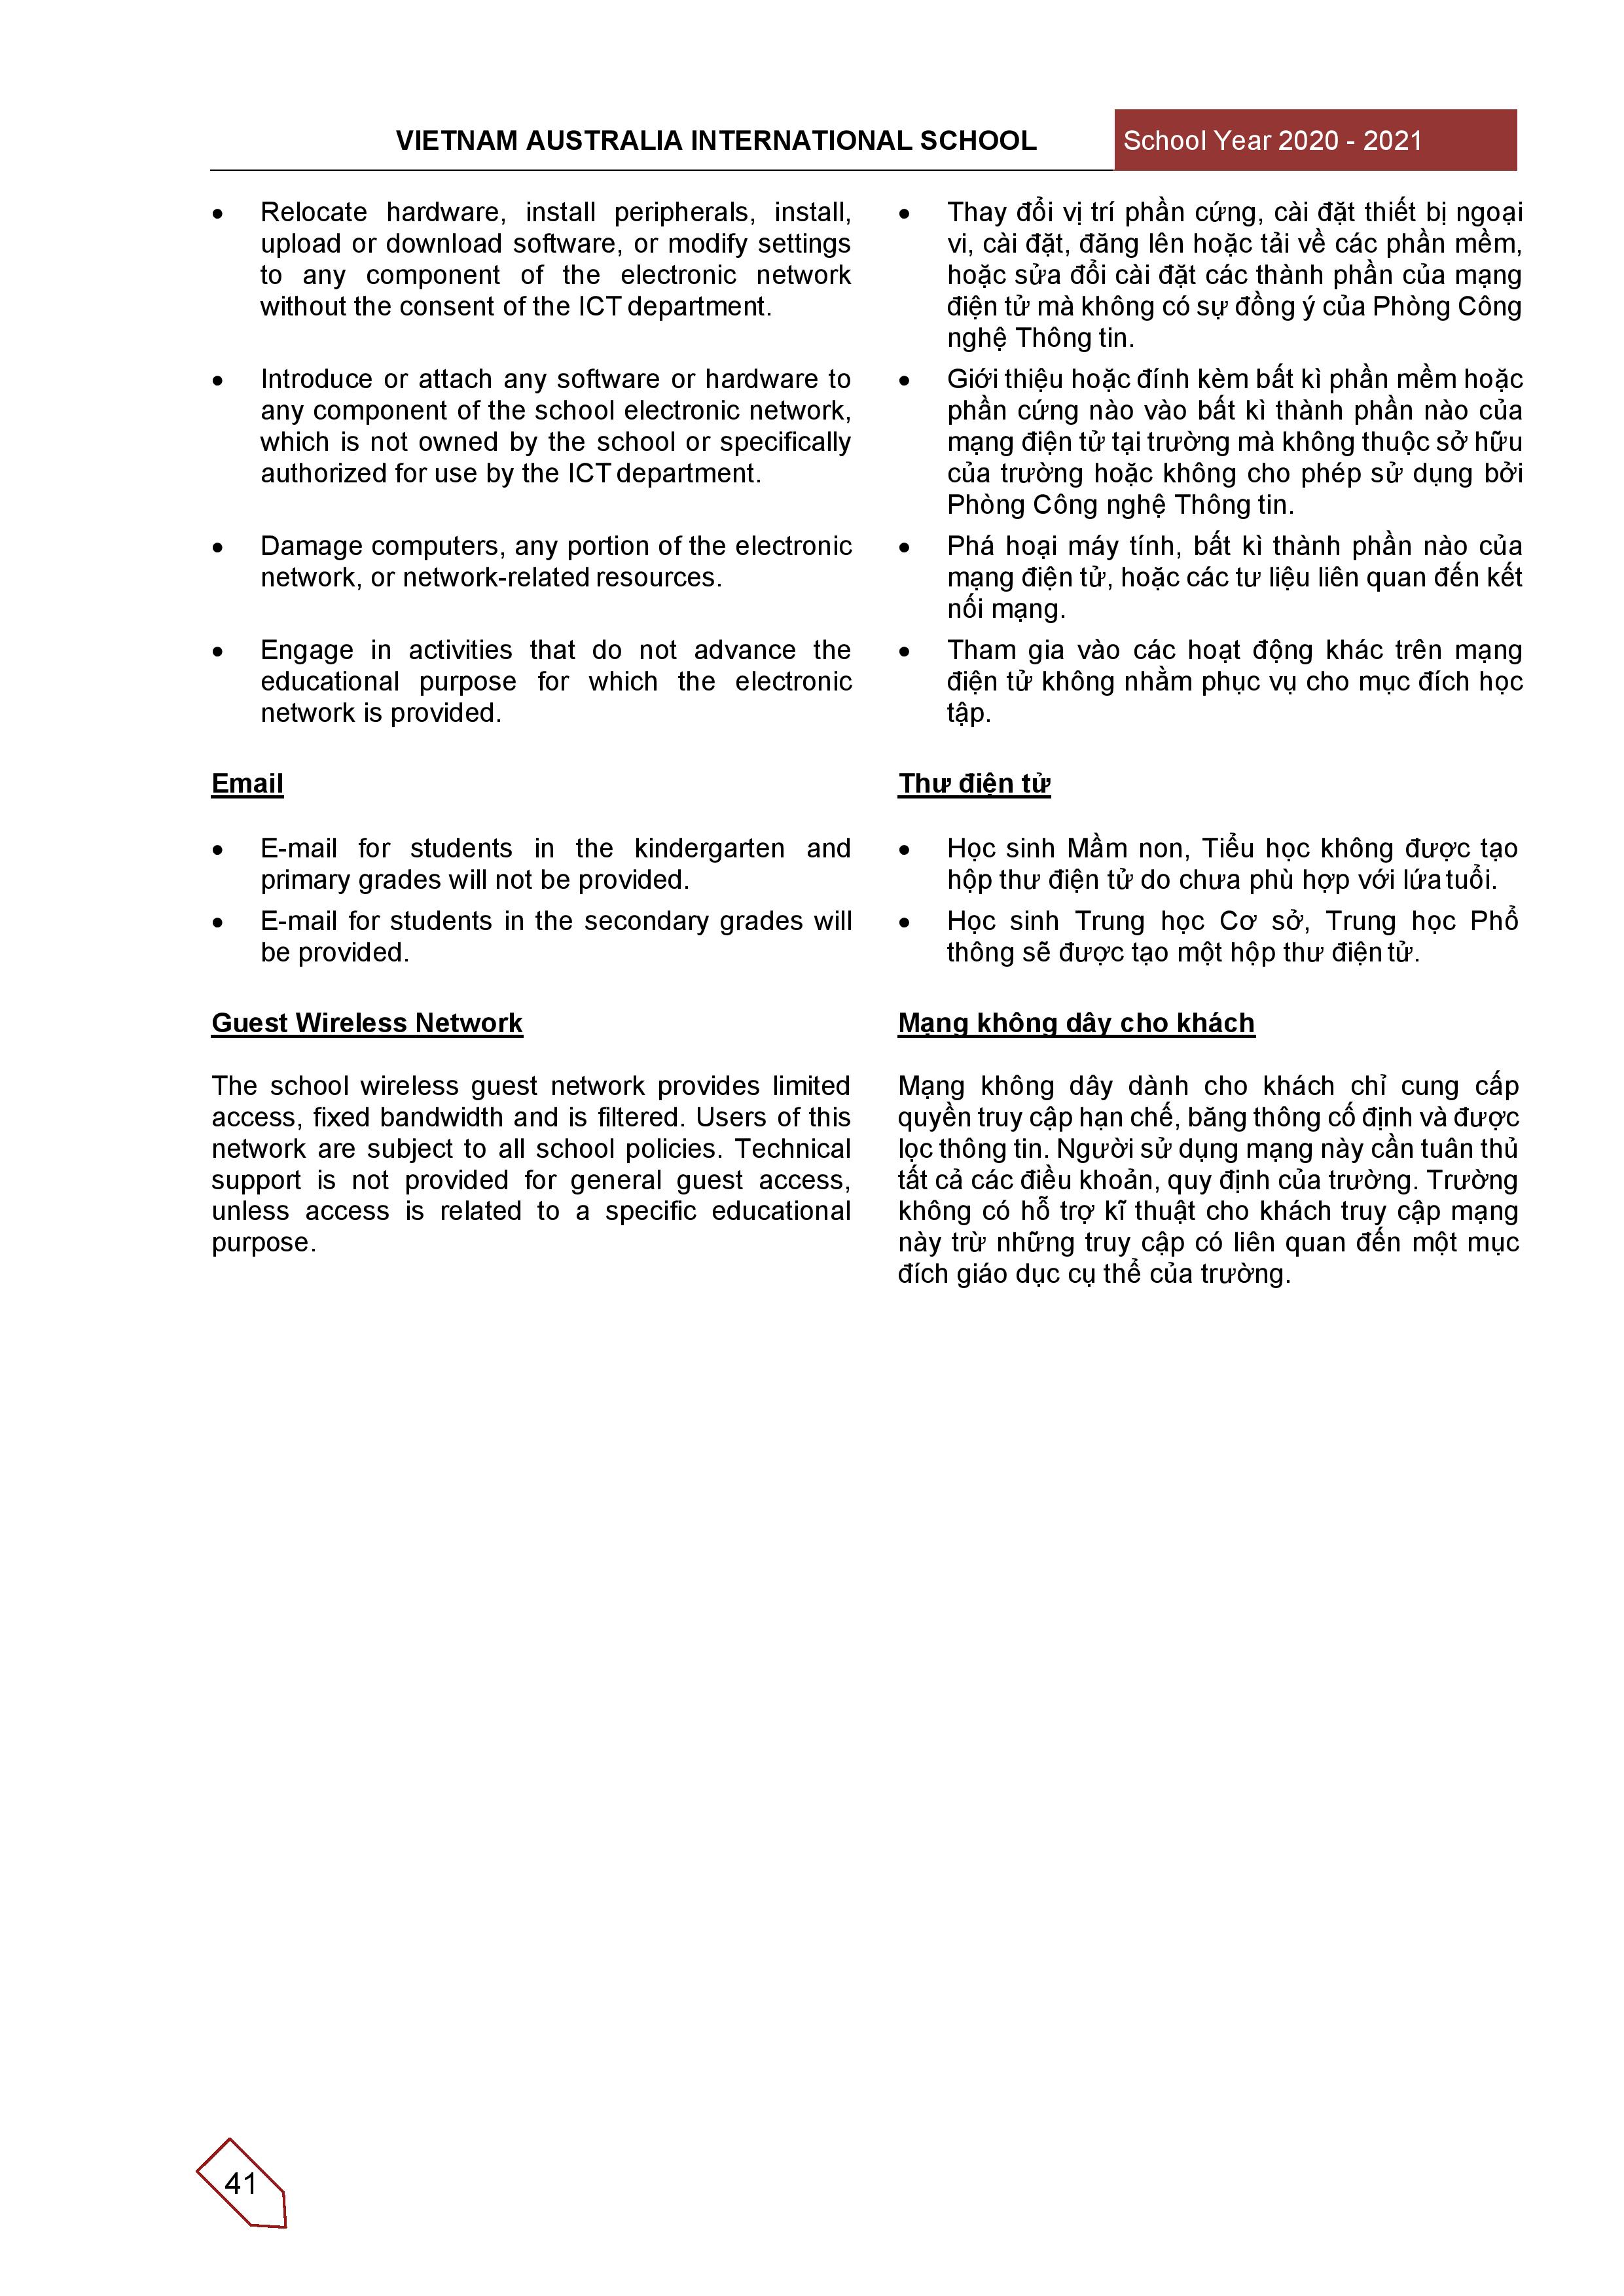 VIETNAM AUSTRALIA INTERNATIONAL SCHOOL
School Year 2020 - 2021
• Relocate hardware, install peripherals, install,
upload or download software, or modify settings
to any component of the electronic network
without the consent of the ICT department.
• Introduce or attach any software or hardware to
any component of the school electronic network,
which is not owned by the school or specifically
authorized for use by the ICT department.
• Damage computers, any portion of the electronic
network, or network-related resources.
• Engage in activities that do not advance the
educational purpose for which the electronic
network is provided.
Email
• E-mail for students in the kindergarten and
primary grades will not be provided.
• E-mail for students in the secondary grades will
be provided.
Guest Wireless Network
The school wireless guest network provides limited
access, fixed bandwidth and is filtered. Users of this
network are subject to all school policies. Technical
support is not provided for general guest access,
unless access is related to a specific educational
purpose.
• Thay đổi vị trí phần cứng, cài đặt thiết bị ngoại
vi, cài đặt, đăng lên hoặc tải về các phần mềm,
hoặc sửa đổi cài đặt các thành phần của mạng
điện tử mà không có sự đồng ý của Phòng Công
nghệ Thông tin.
• Giới thiệu hoặc đính kèm bất kì phần mềm hoặc
phần cứng nào vào bất kì thành phần nào của
mạng điện tử tại trường mà không thuộc sở hữu
của trường hoặc không cho phép sử dụng bởi
Phòng Công nghệ Thông tin.
• Phá hoại máy tính, bất kì thành phần nào của
mạng điện tử, hoặc các tư liệu liên quan đến kết
nối mạng.
• Tham gia vào các hoạt động khác trên mạng
điện tử không nhằm phục vụ cho mục đích học
tập.
Thư điện tử
• Học sinh Mầm non, Tiểu học không được tạo
hộp thư điện tử do chưa phù hợp với lứa tuổi.
• Học sinh Trung học Cơ sở, Trung học Phổ
thông sẽ được tạo một hộp thư điện tử.
Mạng không dây cho khách
Mạng không dây dành cho khách chỉ cung cấp
quyền truy cập hạn chế, băng thông cố định và được
lọc thông tin. Người sử dụng mạng này cần tuân thủ
tất cả các điều khoản, quy định của trường. Trường
không có hỗ trợ kĩ thuật cho khách truy cập mạng
này trừ những truy cập có liên quan đến một mục
đích giáo dục cụ thể của trường.
41